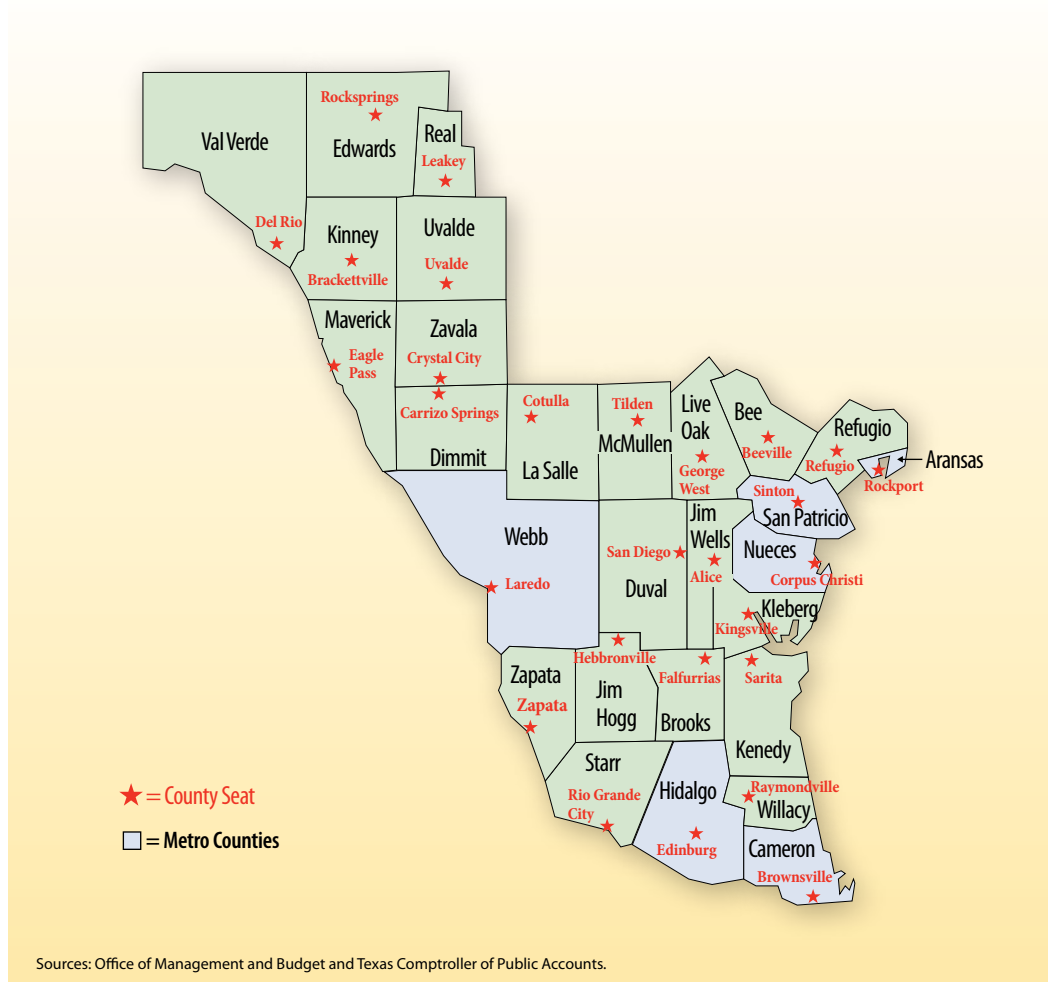 Rocksprings
Val Verde
Edwards
Real
Leakey
Del Rio
Kinney
Brackettville
Uvalde
Uvalde
Maverick
Eagle
Pass
Zavala
Crystal City
Carrizo Springs
Dimmit
Cotulla
La Salle
Tilden
McMullen
Live
Oak
George
West
Bee
Beeville
Refugio
Refugio
Aransas
Rockport
Sinton
San Patricio
Webb
Laredo
San Diego
Duval
Jim
Wells
Alice
Nueces
Corpus Christi
Kleberg
Kingsville
Hebbronville
Falfurrias
Sarita
Zapata
Zapata
Jim
Hogg
Brooks
Kenedy
Starr
Rio Grande
City
Hidalgo
Edinburg
Raymondville
Willacy
Cameron
Brownsville
= County Seat
= Metro Counties
Sources: Office of Management and Budget and Texas Comptroller of Public Accounts.